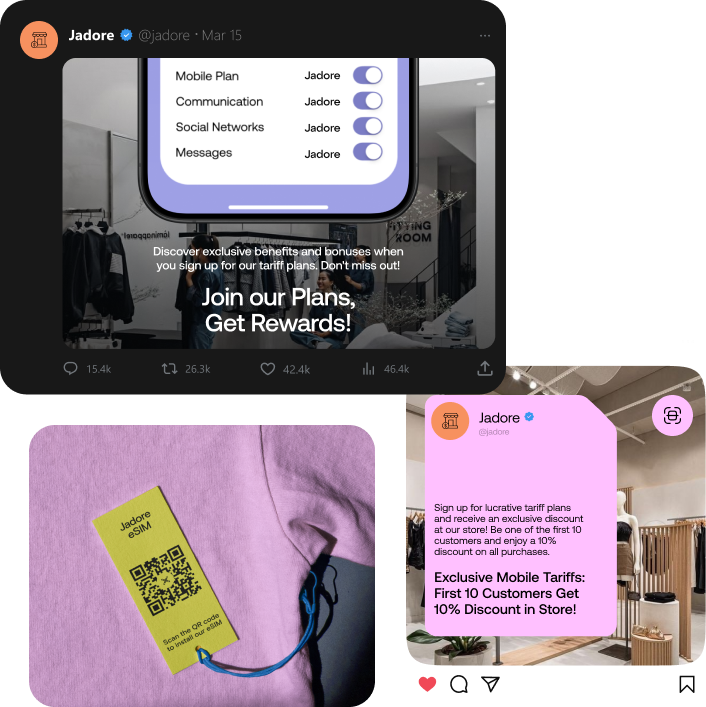 Jadore @jadore · Mar 15
Mobile Plan Jadore
Communication Jadore
Social Networks Jadore
Messages Jadore
FITTING
ROOM
Discover exclusive benefits and bonuses when
you sign up for our tariff plans. Don't miss out!
Join our Plans,
Get Rewards!
15.4k 26.3k 42.4k 46.4k
Jadore
@jadore
Sign up for lucrative tariff plans
and receive an exclusive discount
at our store! Be one of the first 10
customers and enjoy a 10%
discount on all purchases.
Exclusive Mobile Tariffs:
First 10 Customers Get
10% Discount in Store!
Jadore
eSIM
Scan the QR code
to install our eSIM